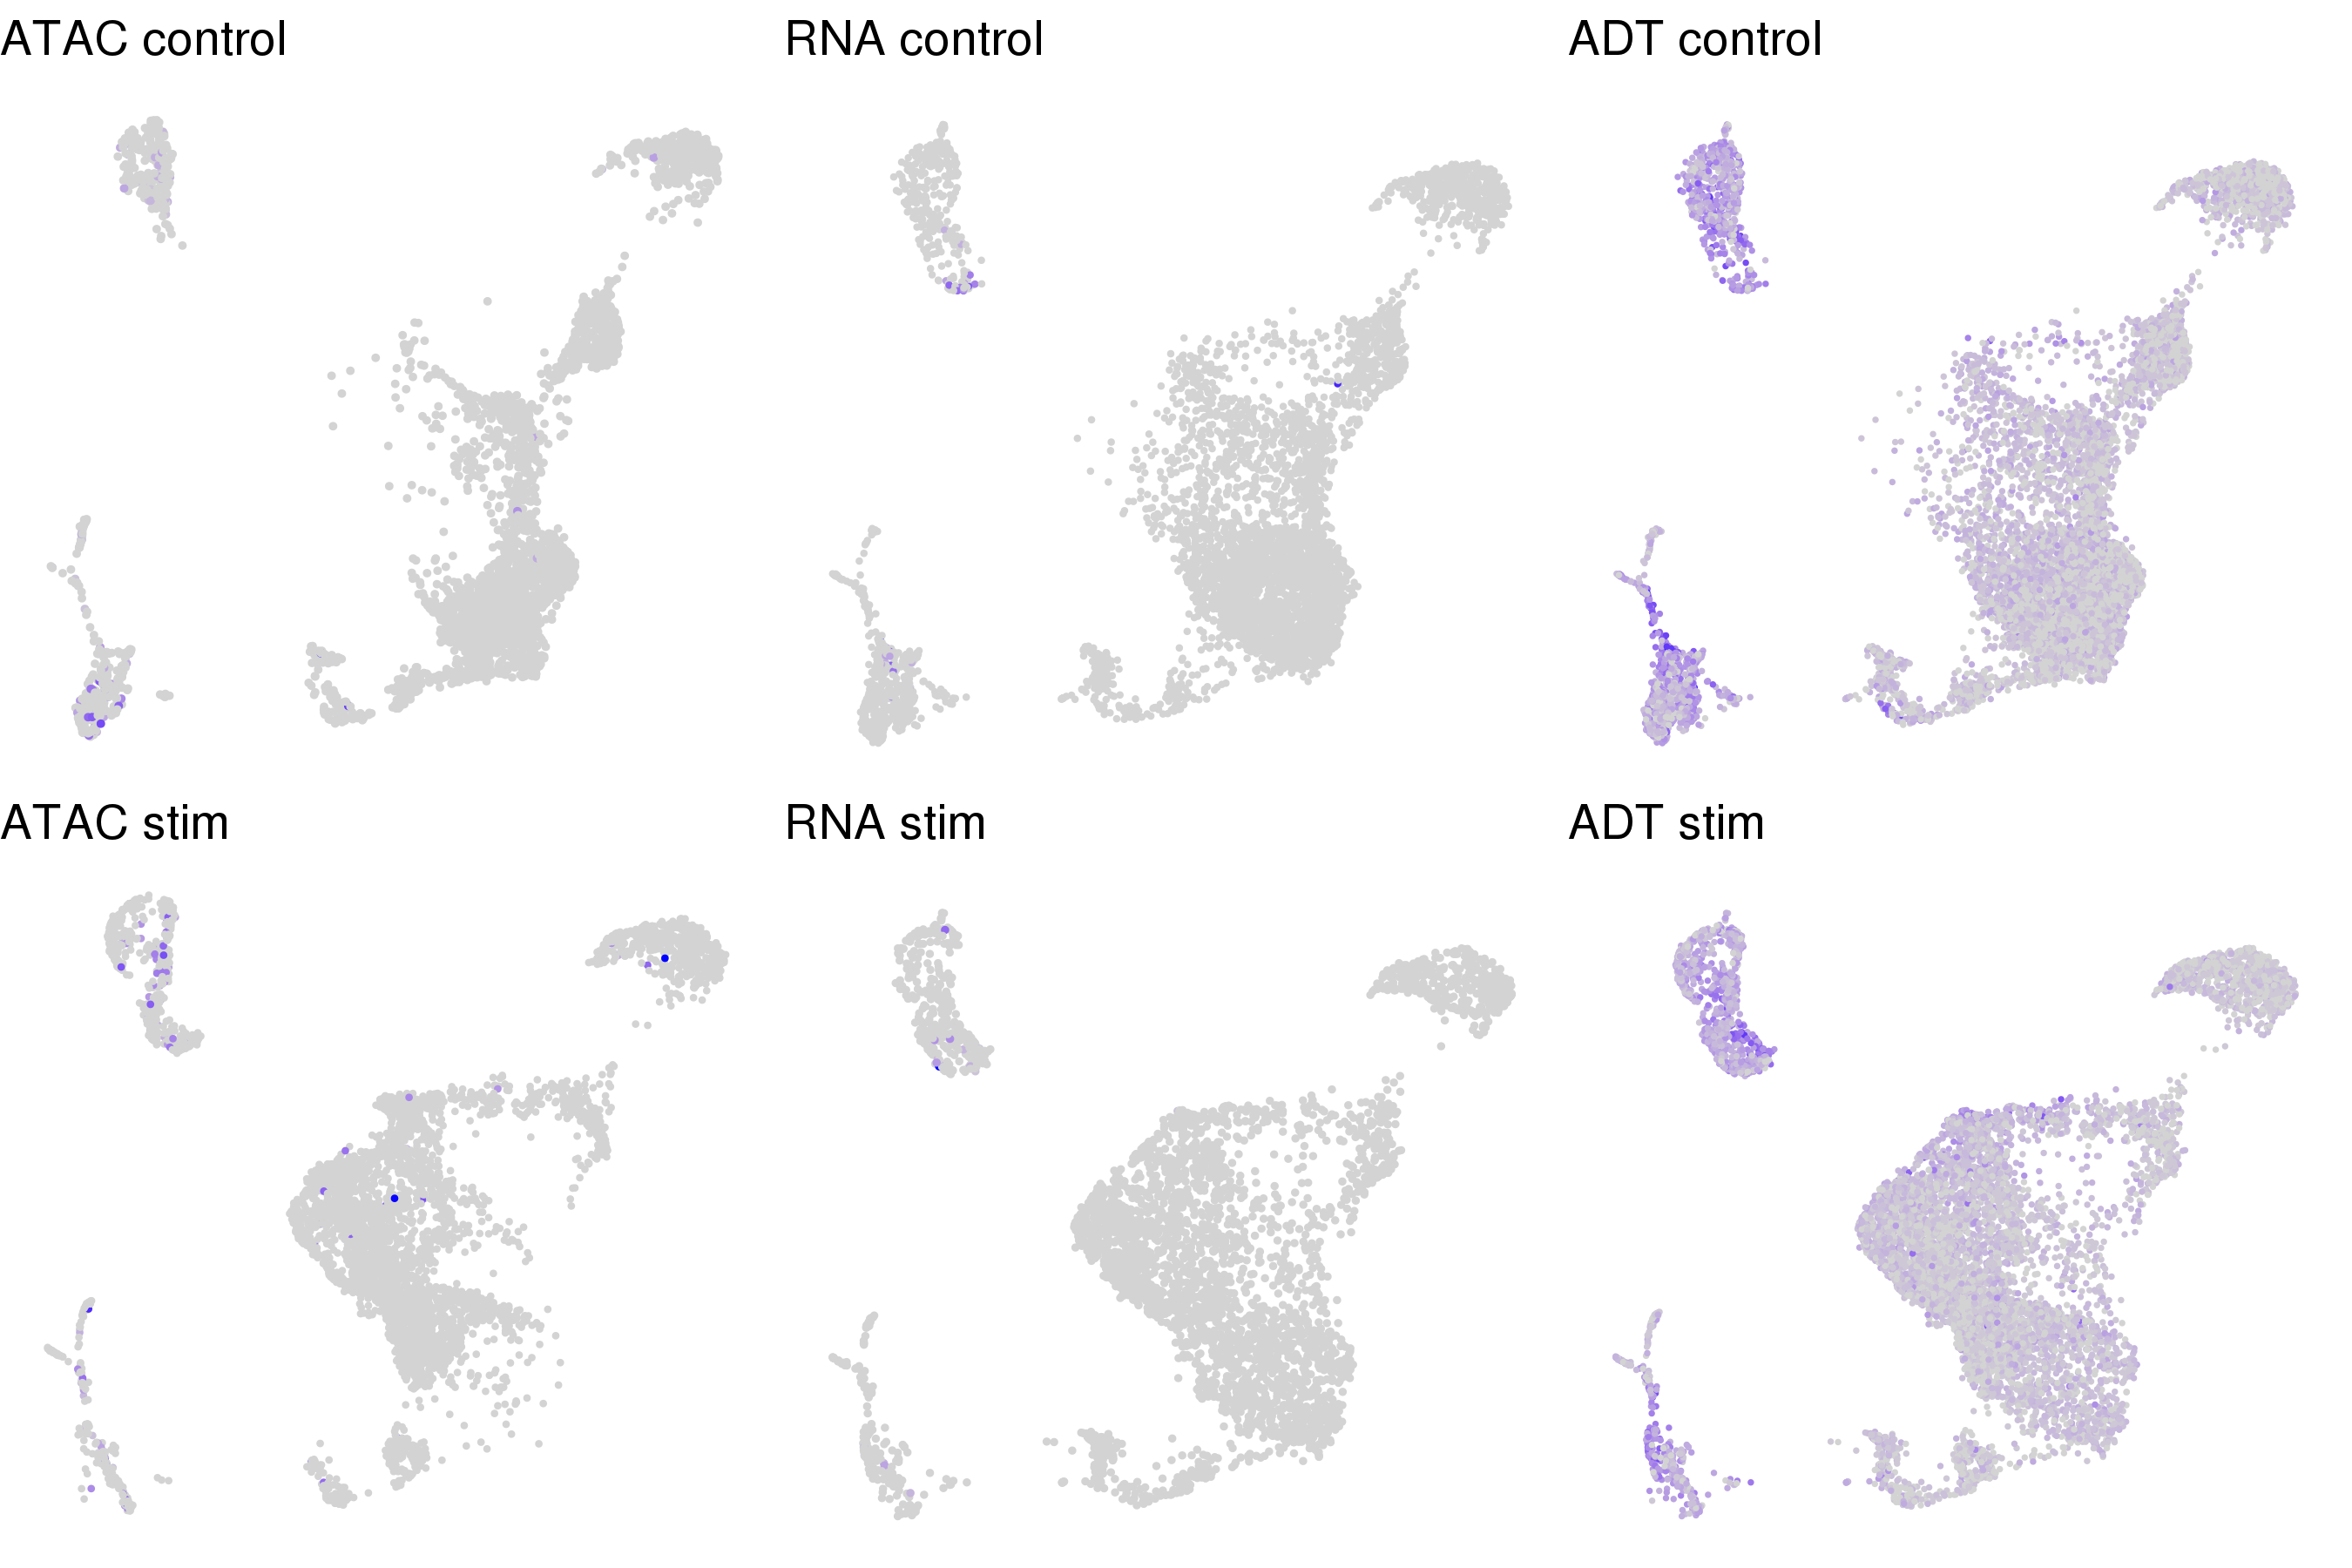 ATAC control
RNA control
ADT control
ATAC stim
RNA stim
ADT stim